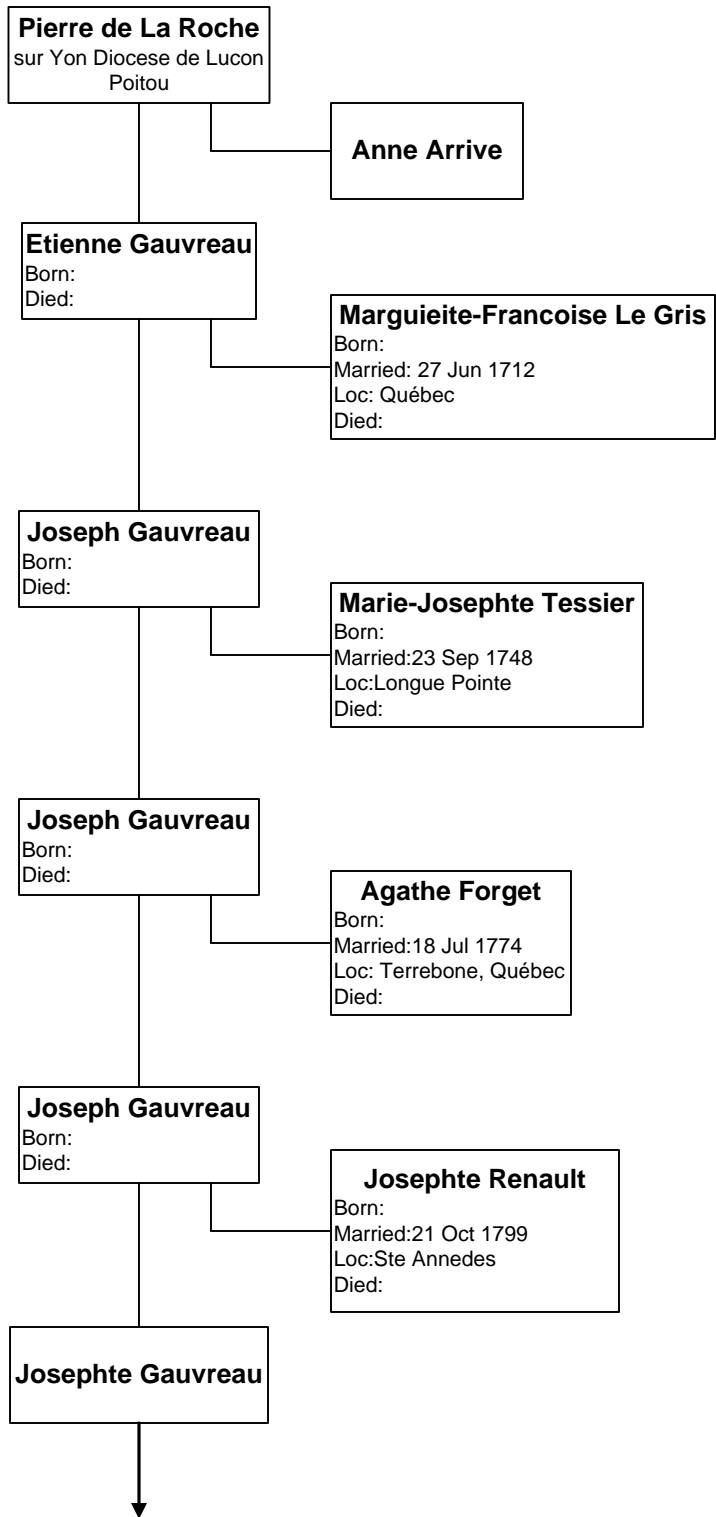 Pierre de La Roche
sur Yon Diocese de Lucon
Poitou
Anne Arrive
Etienne Gauvreau
Born:
Died:
Marguieite-Francoise Le Gris
Born:
Married: 27 Jun 1712
Loc: Québec
Died:
Joseph Gauvreau
Born:
Died:
Marie-Josephte Tessier
Born:
Married:23 Sep 1748
Loc:Longue Pointe
Died:
Joseph Gauvreau
Born:
Died:
Agathe Forget
Born:
Married:18 Jul 1774
Loc: Terrebone, Québec
Died:
Joseph Gauvreau
Born:
Died:
Josephte Renault
Born:
Married:21 Oct 1799
Loc:Ste Annedes
Died:
Josephte Gauvreau